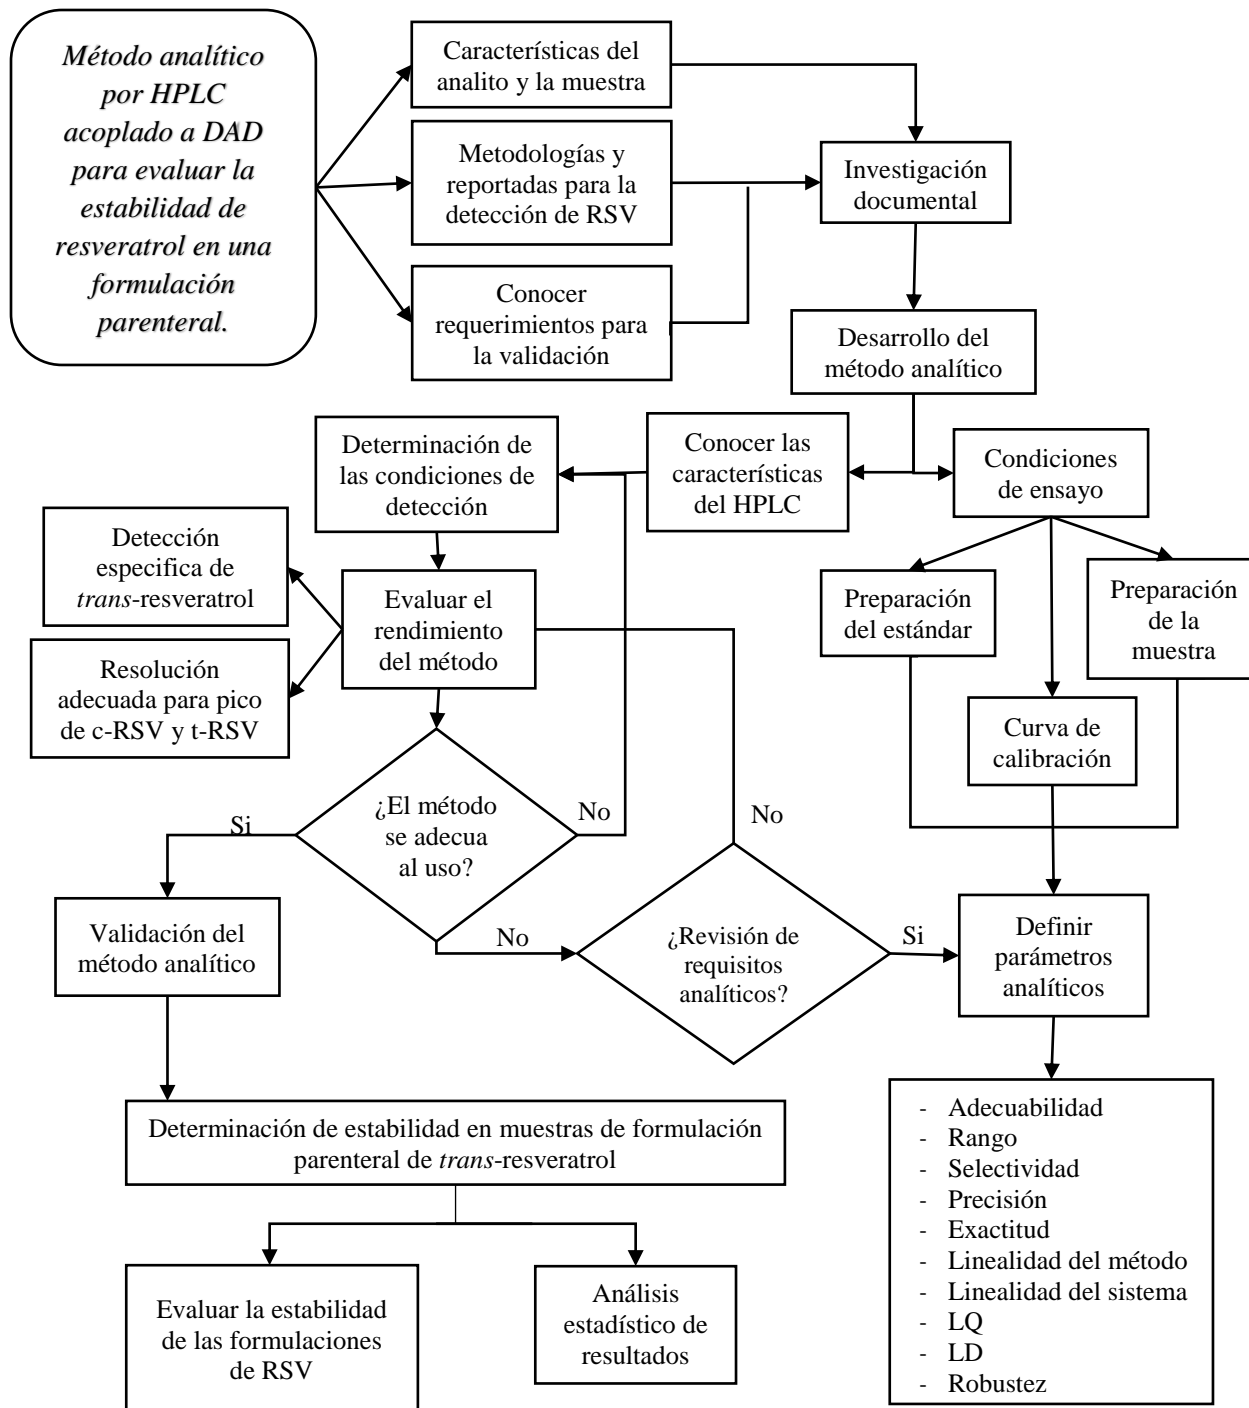 Método analítico
por HPLC
acoplado a DAD
para evaluar la
estabilidad de
resveratrol en una
formulación
parenteral.
Características del
analito y la muestra
Metodologías y
reportadas para la
detección de RSV
Conocer
requerimientos para
la validación
Investigación
documental
Desarrollo del
método analítico
Determinación de
las condiciones de
detección
Conocer las
características
del HPLC
Condiciones
de ensayo
Detección
especifica de
trans-resveratrol
Evaluar el
rendimiento
del método
Resolución
adecuada para pico
de c-RSV y t-RSV
Preparación
del estándar
Preparación
de la
muestra
Curva de
calibración
¿El método
se adecua
al uso?
Si
No
No
No
¿Revisión de
requisitos
analíticos?
Si
Definir
parámetros
analíticos
Validación del
método analítico
Determinación de estabilidad en muestras de formulación
parenteral de trans-resveratrol
Evaluar la estabilidad
de las formulaciones
de RSV
Análisis
estadístico de
resultados
- Adecuabilidad
- Rango
- Selectividad
- Precisión
- Exactitud
- Linealidad del método
- Linealidad del sistema
- LQ
- LD
- Robustez